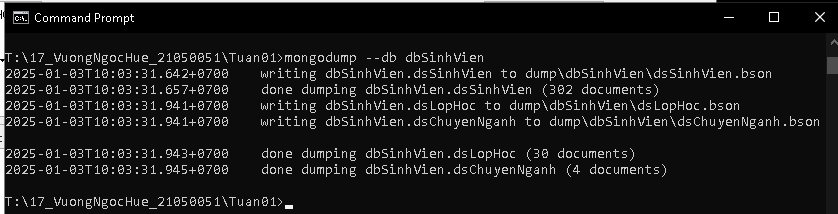 Command Prompt
T:\17_VuongNgocHue_21050051\Tuan01>mongodump --db dbSinhVien
2025-01-03T10:03:31.642+0700    writing dbSinhVien.dsSinhVien to dump\dbSinhVien\dsSinhVien.bson
2025-01-03T10:03:31.657+0700    done dumping dbSinhVien.dsSinhVien (302 documents)
2025-01-03T10:03:31.941+0700    writing dbSinhVien.dsLopHoc to dump\dbSinhVien\dsLopHoc.bson
2025-01-03T10:03:31.941+0700    writing dbSinhVien.dsChuyenNganh to dump\dbSinhVien\dsChuyenNganh.bson
2025-01-03T10:03:31.943+0700    done dumping dbSinhVien.dsLopHoc (30 documents)
2025-01-03T10:03:31.945+0700    done dumping dbSinhVien.dsChuyenNganh (4 documents)
T:\17_VuongNgocHue_21050051\Tuan01>